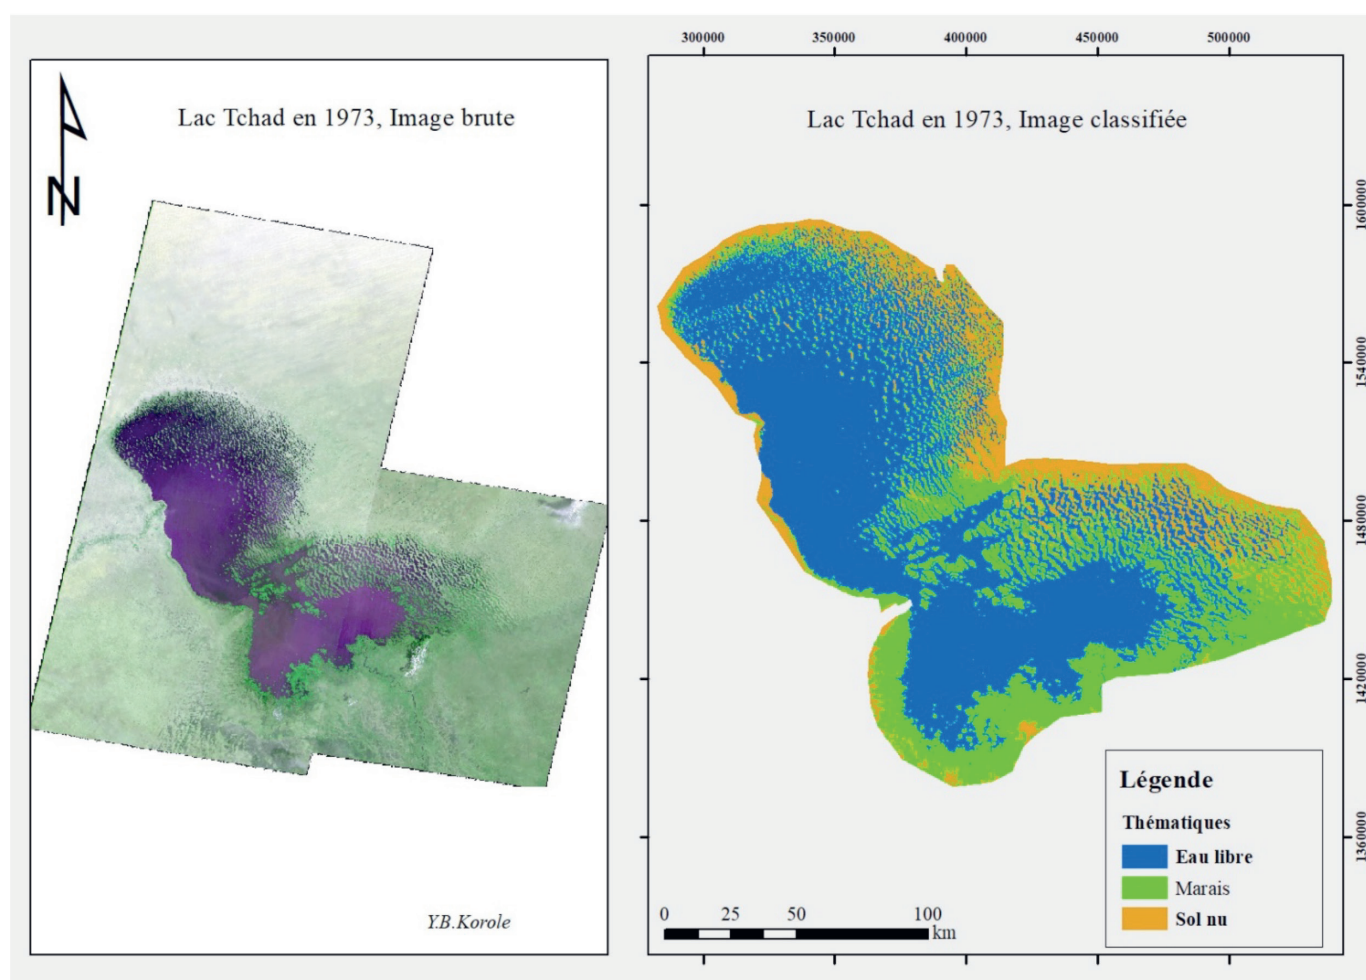 N
Lac Tchad en 1973, Image brute
Y.B.Korole
300000 350000 400000 450000 500000
Lac Tchad en 1973, Image classifiée
1600000
1540000
1480000
1420000
1360000
Légende
Thématiques
Eau libre
Marais
Sol nu
0 25 50 100
km